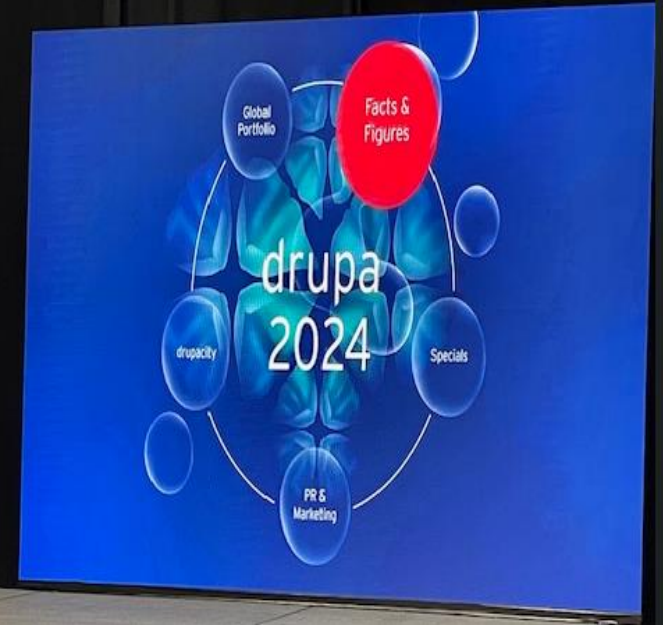 Global
Portfolio
Facts &
Figures
drupa
2024
drupacity
Specials
PR &
Marketing